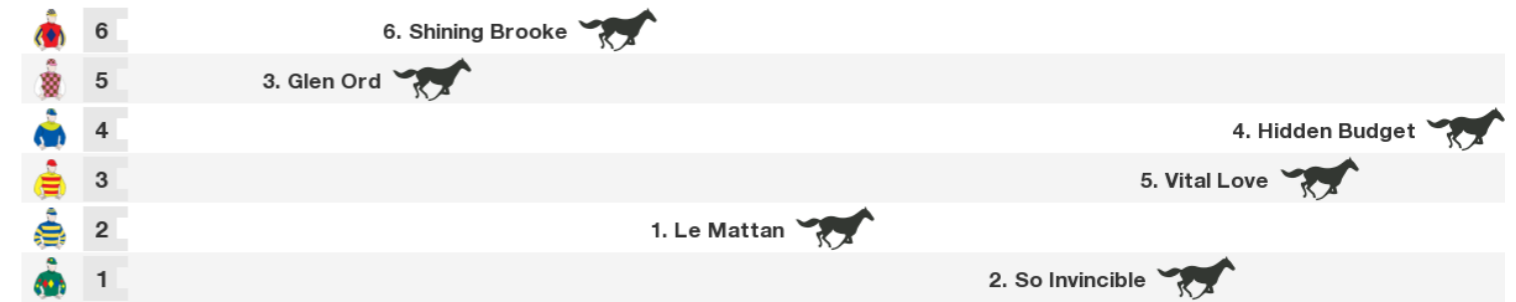 6 6. Shining Brooke
5 3. Glen Ord
4 4. Hidden Budget
3 5. Vital Love
2 1. Le Mattan
1 2. So Invincible